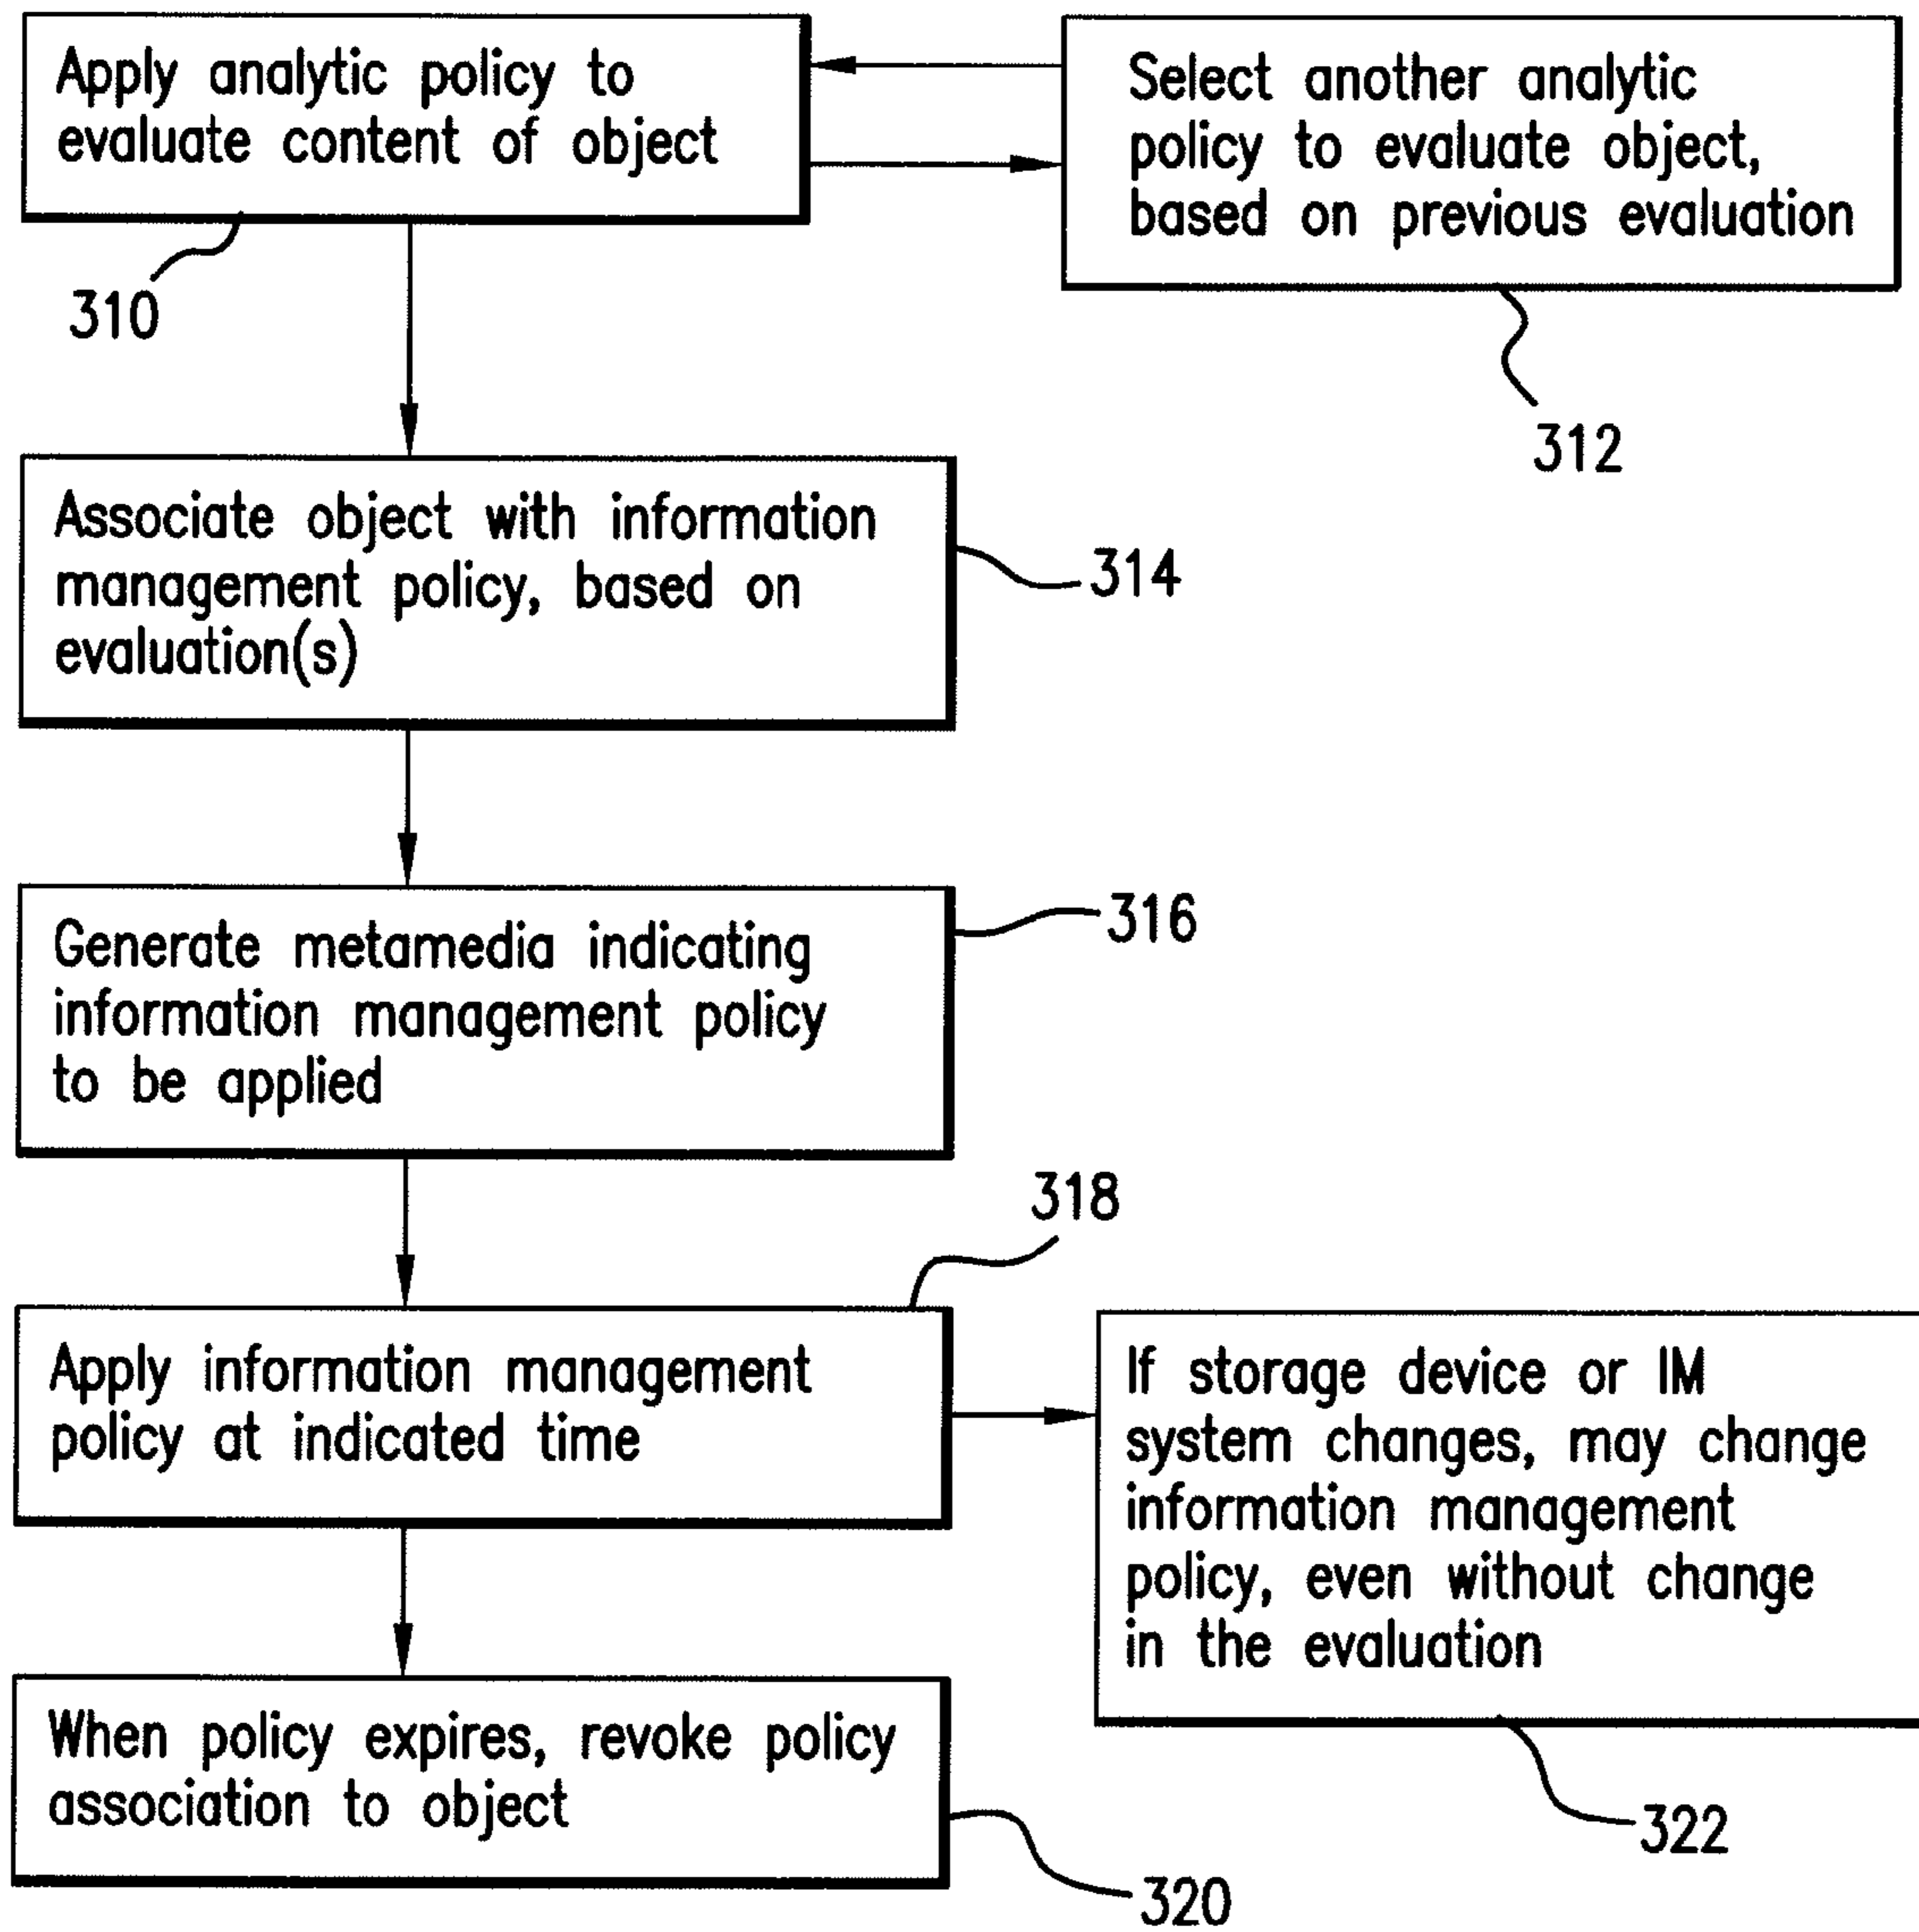 Apply analytic policy to
evaluate content of object
310
Select another analytic
policy to evaluate object,
based on previous evaluation
312
Associate object with information
management policy, based on
evaluation(s)
314
Generate metamedia indicating
information management policy
to be applied
316
318
Apply information management
policy at indicated time
If storage device or IM
system changes, may change
information management
policy, even without change
in the evaluation
322
When policy expires, revoke policy
association to object
320